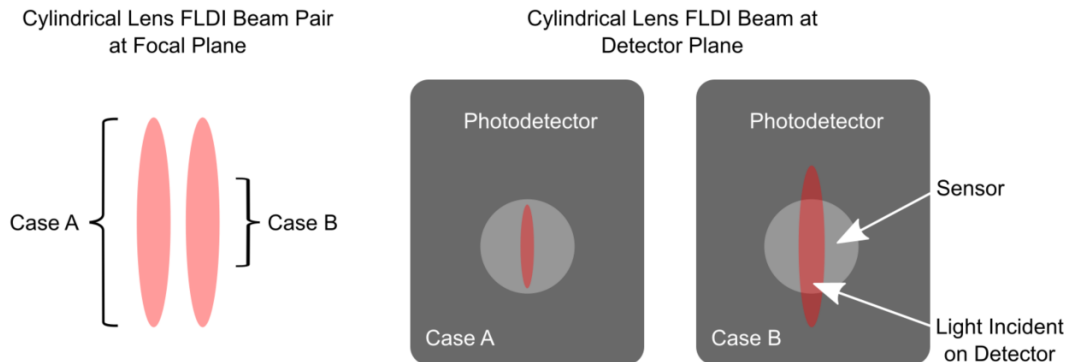 Cylindrical Lens FLDI Beam Pair
at Focal Plane
Cylindrical Lens FLDI Beam at
Detector Plane
Case A
Case B
Photodetector
Case A
Photodetector
Case B
Sensor
Light Incident
on Detector